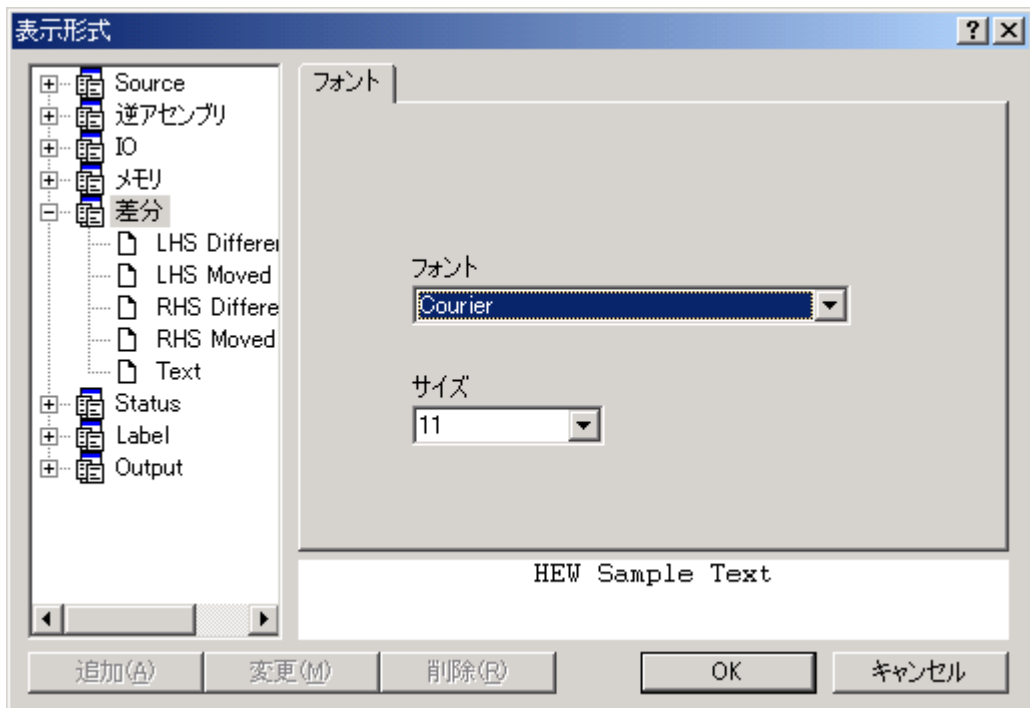 表示形式
Source
逆アセンブリ
IO
メモリ
差分
LHS Differe
LHS Moved
RHS Differe
RHS Moved
Text
Status
Label
Output
フォント
フォント
Courier
サイズ
11
HEW Sample Text
追加(A)
変更(M)
削除(R)
OK
キャンセル